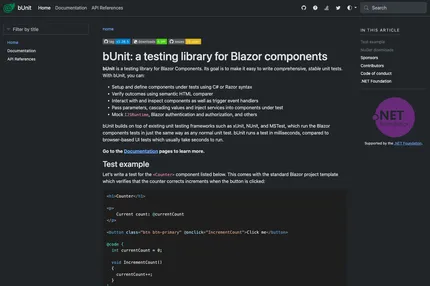 bUnit
Home
Documentation
API References
Search
Filter by title
Home
Documentation
API References
Home
bUnit: a testing library for Blazor components
bUnit is a testing library for Blazor Components. Its goal is to make it easy to write comprehensive, stable unit tests.
With bUnit, you can:
Setup and define components under tests using C# or Razor syntax
Verify outcomes using semantic HTML comparer
Interact with and inspect components as well as trigger event handlers
Pass parameters, cascading values and inject services into components under test
Mock IJSRuntime, Blazor authentication and authorization, and others
bUnit builds on top of existing unit testing frameworks such as xUnit, NUnit, and MSTest, which run the Blazor
components tests in just the same way as any normal unit test. bUnit runs a test in milliseconds, compared to
browser-based UI tests which usually take seconds to run.
Go to the Documentation pages to learn more.
Test example
Let's write a test for the <Counter> component listed below. This comes with the standard Blazor project template
which verifies that the counter corrects increments when the button is clicked:
<h1>Counter</h1>
<p>
Current count: @currentCount
</p>
<button class="btn btn-primary" @onclick="IncrementCount">Click me</button>
@code {
int currentCount = 0;
void IncrementCount()
{
currentCount++;
}
IN THIS ARTICLE
Test example
NuGet downloads
Sponsors
Contributors
Code of conduct
.NET Foundation
.NET
foundation
Supported by the .NET Foundation.